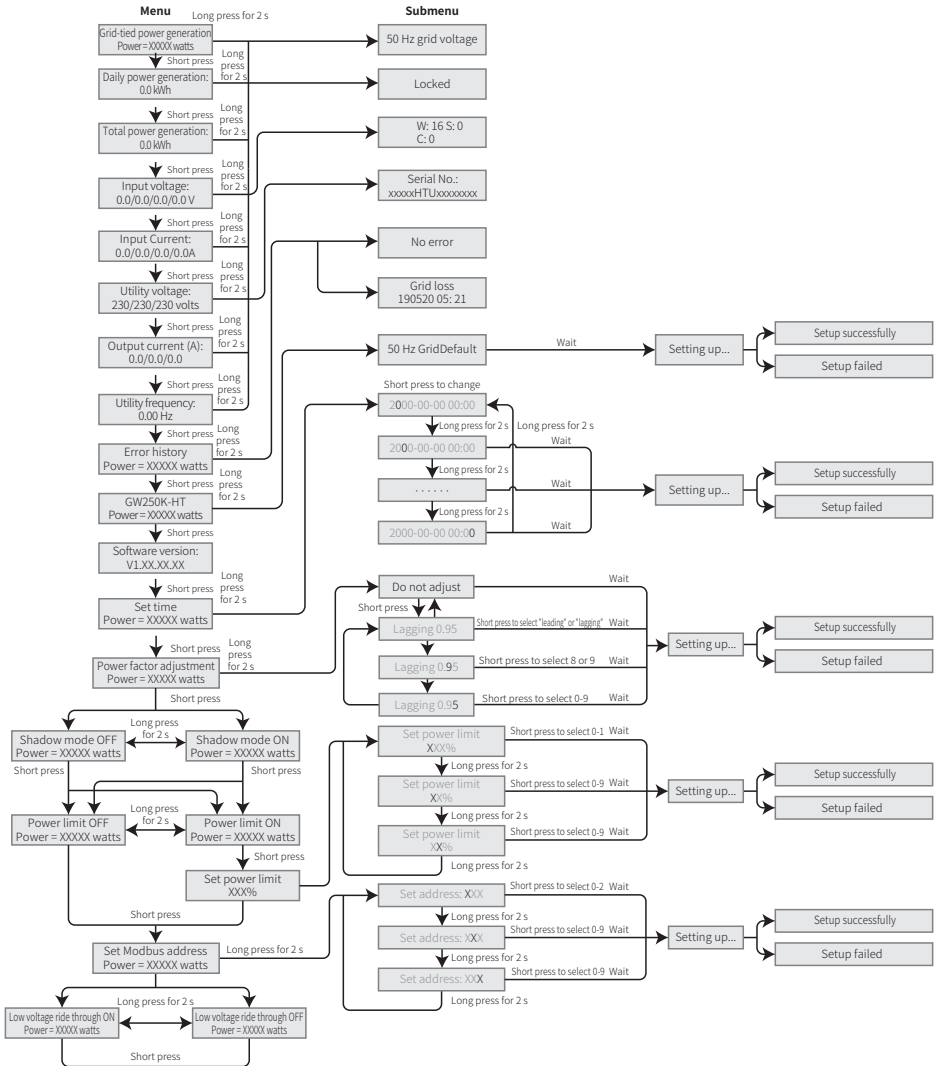 Menu
Long press for 2 s
Submenu
Grid-tied power generation
Power = XXXXX watts
50 Hz grid voltage
Short press
Long
press
for 2 s
Daily power generation:
0.0 kWh
Locked
Short press
Long
press
for 2 s
Total power generation:
0.0 kWh
W: 16 S: 0
C: 0
Short press
Long
press
for 2 s
Input voltage:
0.0/0.0/0.0/0.0 V
Serial No.:
xxxxxHTUxxxxxxxx
Short press
Long
press
for 2 s
Input Current:
0.0/0.0/0.0/0.0A
No error
Short press
Long
press
for 2 s
Utility voltage:
230/230/230 volts
Grid loss
190520 05: 21
Short press
Long
press
for 2 s
Output current (A):
0.0/0.0/0.0
50 Hz GridDefault
Wait
Setting up...
Setup successfully
Setup failed
Short press
Long
press
for 2 s
Utility frequency:
0.00 Hz
Short press to change
2000-00-00 00:00
Long press for 2 s
Long press for 2 s
Short press
Long
press
for 2 s
Error history
Power = XXXXX watts
2000-00-00 00:00
Wait
Long press for 2 s
Short press
Long
press
for 2 s
GW250K-HT
Power = XXXXX watts
. . . . . .
Wait
Setting up...
Setup successfully
Setup failed
Long press for 2 s
Short press
2000-00-00 00:00
Wait
Software version:
V1.XX.XX.XX
Short press
Long
press
for 2 s
Set time
Power = XXXXX watts
Do not adjust
Wait
Short press
Lagging 0.95
Short press to select "leading" or "lagging"
Wait
Setting up...
Setup successfully
Setup failed
Short press
Long
press
for 2 s
Power factor adjustment
Power = XXXXX watts
Lagging 0.95
Short press to select 8 or 9
Wait
Lagging 0.95
Short press to select 0-9
Wait
Short press
Shadow mode OFF
Power = XXXXX watts
Long press
for 2 s
Shadow mode ON
Power = XXXXX watts
Set power limit
XXX%
Short press to select 0-1
Wait
Short press
Short press
Long press for 2 s
Set power limit
XX%
Short press to select 0-9
Wait
Setting up...
Setup successfully
Setup failed
Long press for 2 s
Power limit OFF
Power = XXXXX watts
Long press
for 2 s
Power limit ON
Power = XXXXX watts
Set power limit
XX%
Short press to select 0-9
Wait
Short press
Long press for 2 s
Set power limit
XXX%
Set address: XXX
Short press to select 0-2
Wait
Short press
Long press for 2 s
Set Modbus address
Power = XXXXX watts
Long press for 2 s
Set address: XXX
Short press to select 0-9
Wait
Setting up...
Setup successfully
Setup failed
Long press for 2 s
Set address: XXX
Short press to select 0-9
Wait
Long press for 2 s
Long press for 2 s
Low voltage ride through ON
Power = XXXXX watts
Low voltage ride through OFF
Power = XXXXX watts
Short press